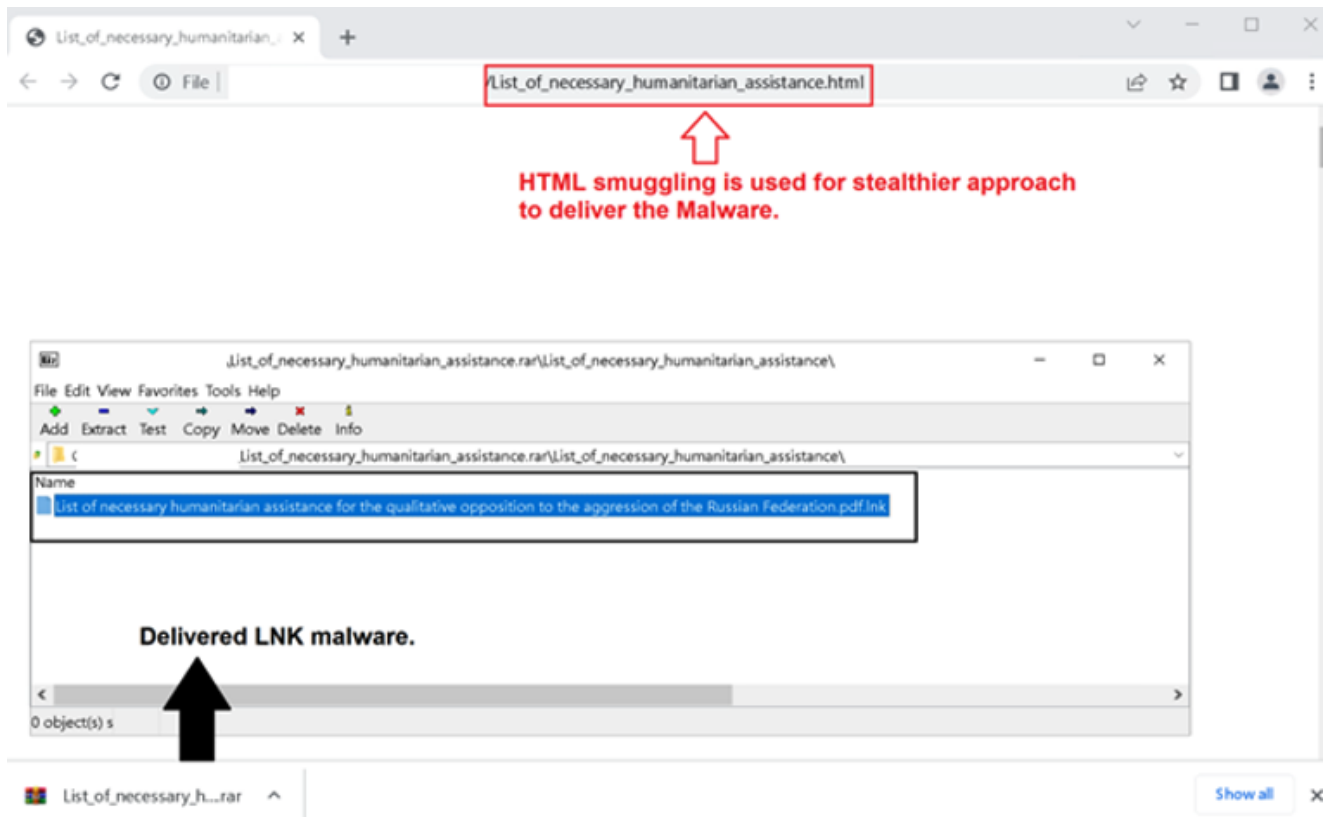 List_of_necessary_humanitarian_
File
/List_of_necessary_humanitarian_assistance.html
HTML smuggling is used for stealthier approach
to deliver the Malware.
List_of_necessary_humanitarian_assistance.rar\List_of_necessary_humanitarian_assistance\
File Edit View Favorites Tools Help
Add Extract Test Copy Move Delete Info
List_of_necessary_humanitarian_assistance.rar\List_of_necessary_humanitarian_assistance\
Name
List of necessary humanitarian assistance for the qualitative opposition to the aggression of the Russian Federation.pdf.lnk
Delivered LNK malware.
0 object(s) s
List_of_necessary_h...rar
Show all